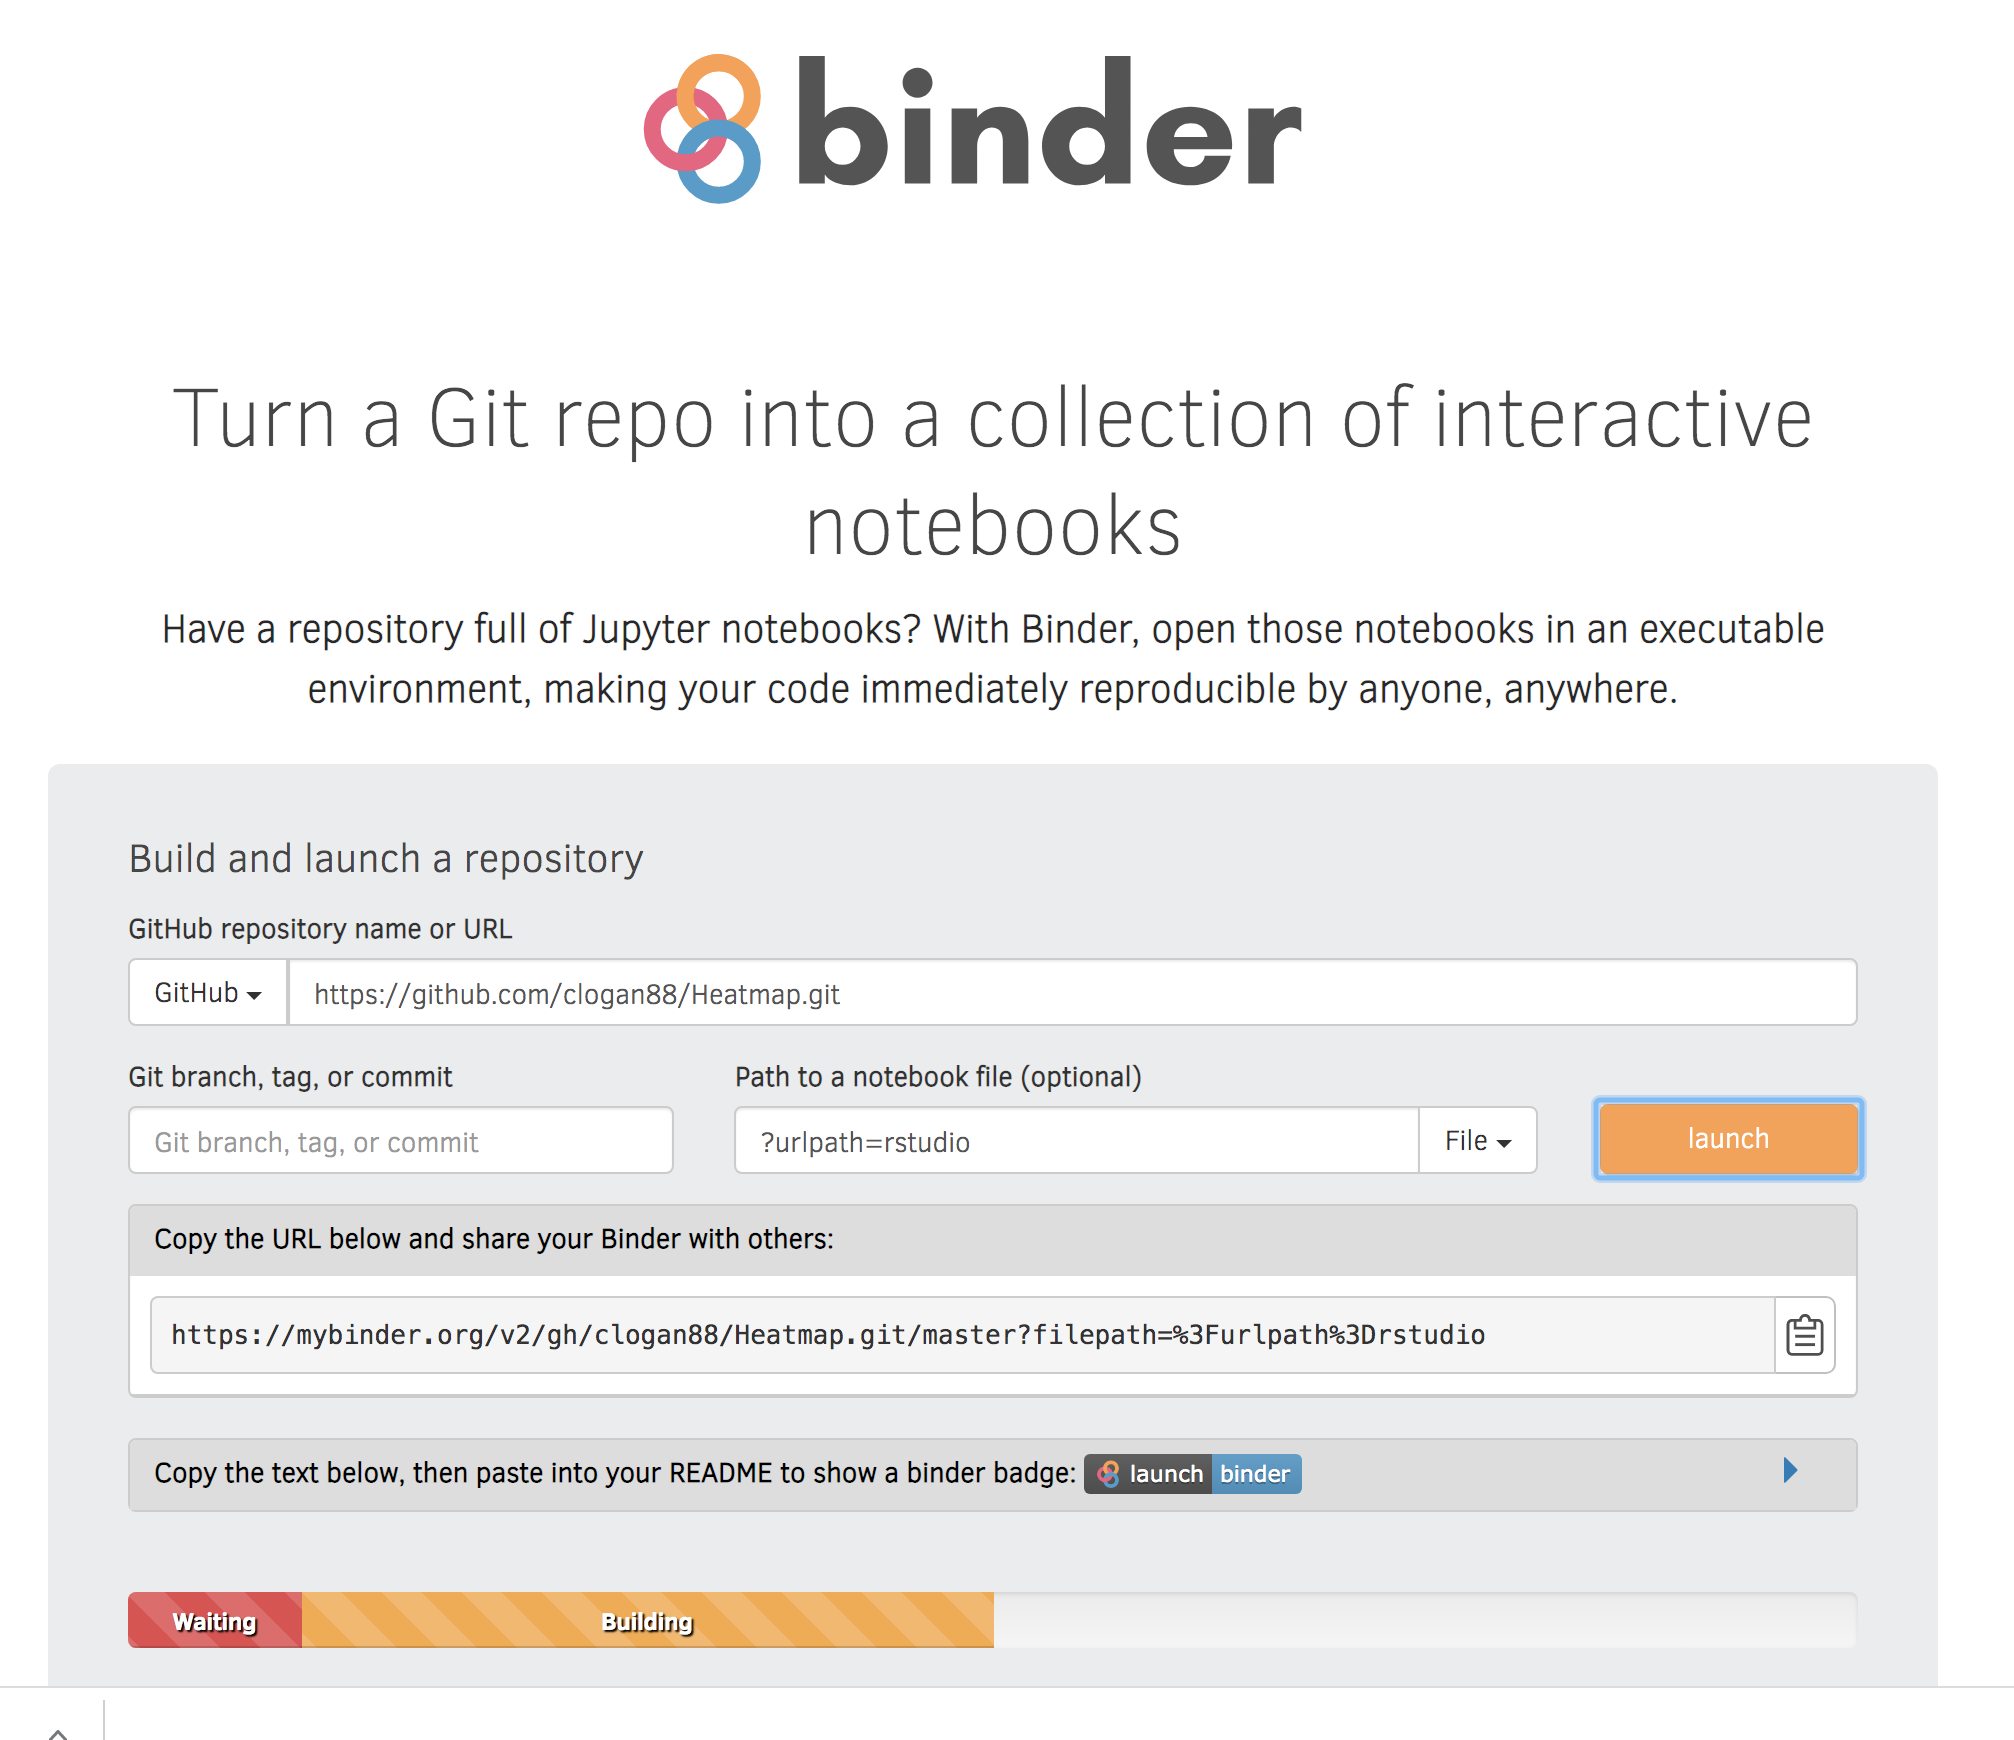 binder
Turn a Git repo into a collection of interactive
notebooks
Have a repository full of Jupyter notebooks? With Binder, open those notebooks in an executable
environment, making your code immediately reproducible by anyone, anywhere.
Build and launch a repository
GitHub repository name or URL
GitHub https://github.com/clogan88/Heatmap.git
Git branch, tag, or commit Path to a notebook file (optional)
Git branch, tag, or commit ?urlpath=rstudio File launch
Copy the URL below and share your Binder with others:
https://mybinder.org/v2/gh/clogan88/Heatmap.git/master?filepath=%3Furlpath%3Drstudio
Copy the text below, then paste into your README to show a binder badge: launch binder
Waiting Building